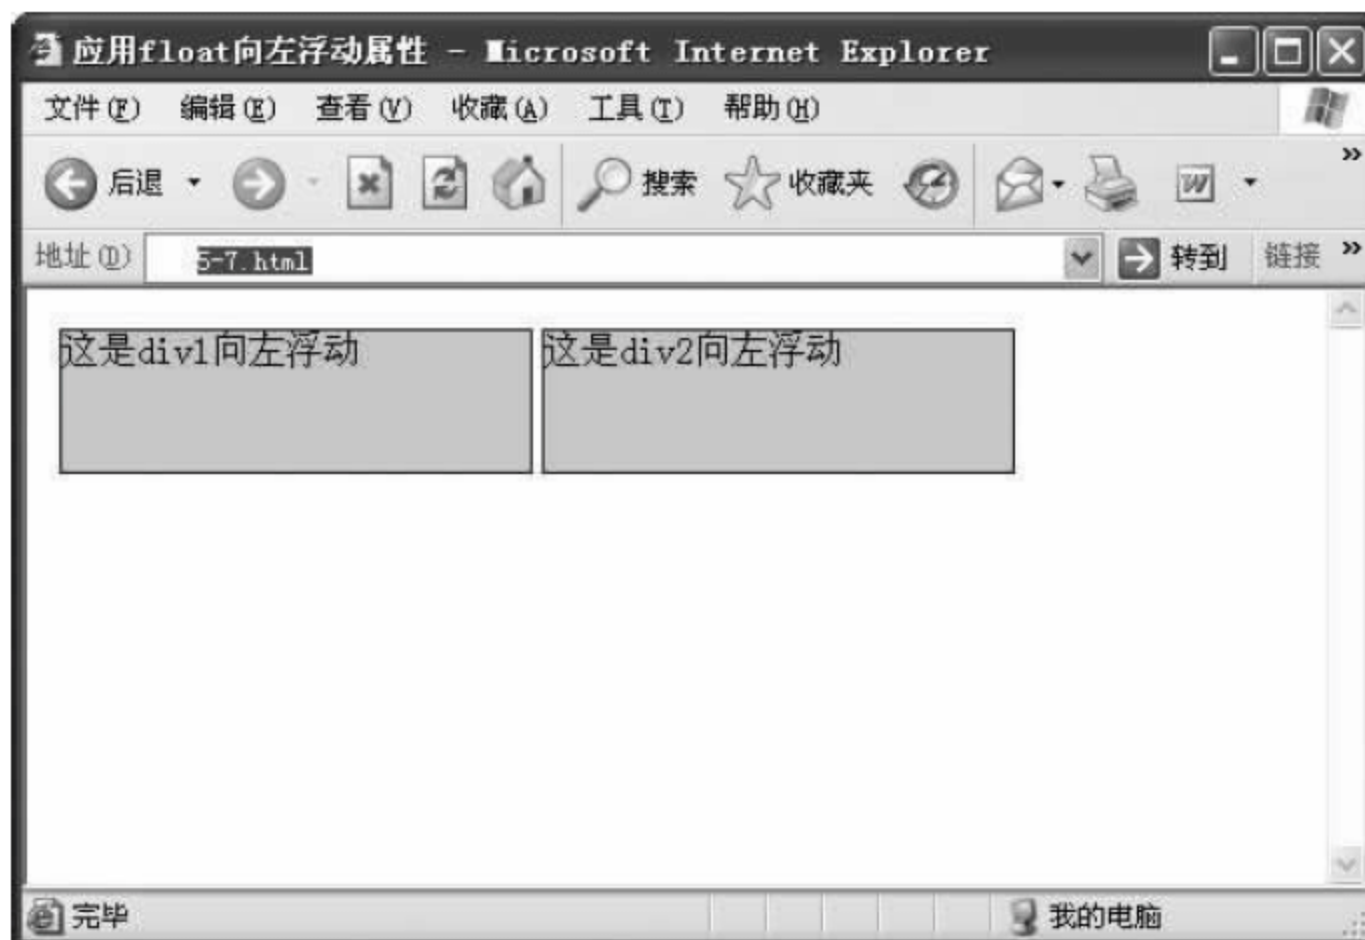 应用float向左浮动属性 - Microsoft Internet Explorer
文件(F) 编辑(E) 查看(V) 收藏(A) 工具(T) 帮助(H)
后退 搜索 收藏夹 W »
地址(D) 5-7.html 转到 链接 »
这是div1向左浮动 这是div2向左浮动
完毕 我的电脑